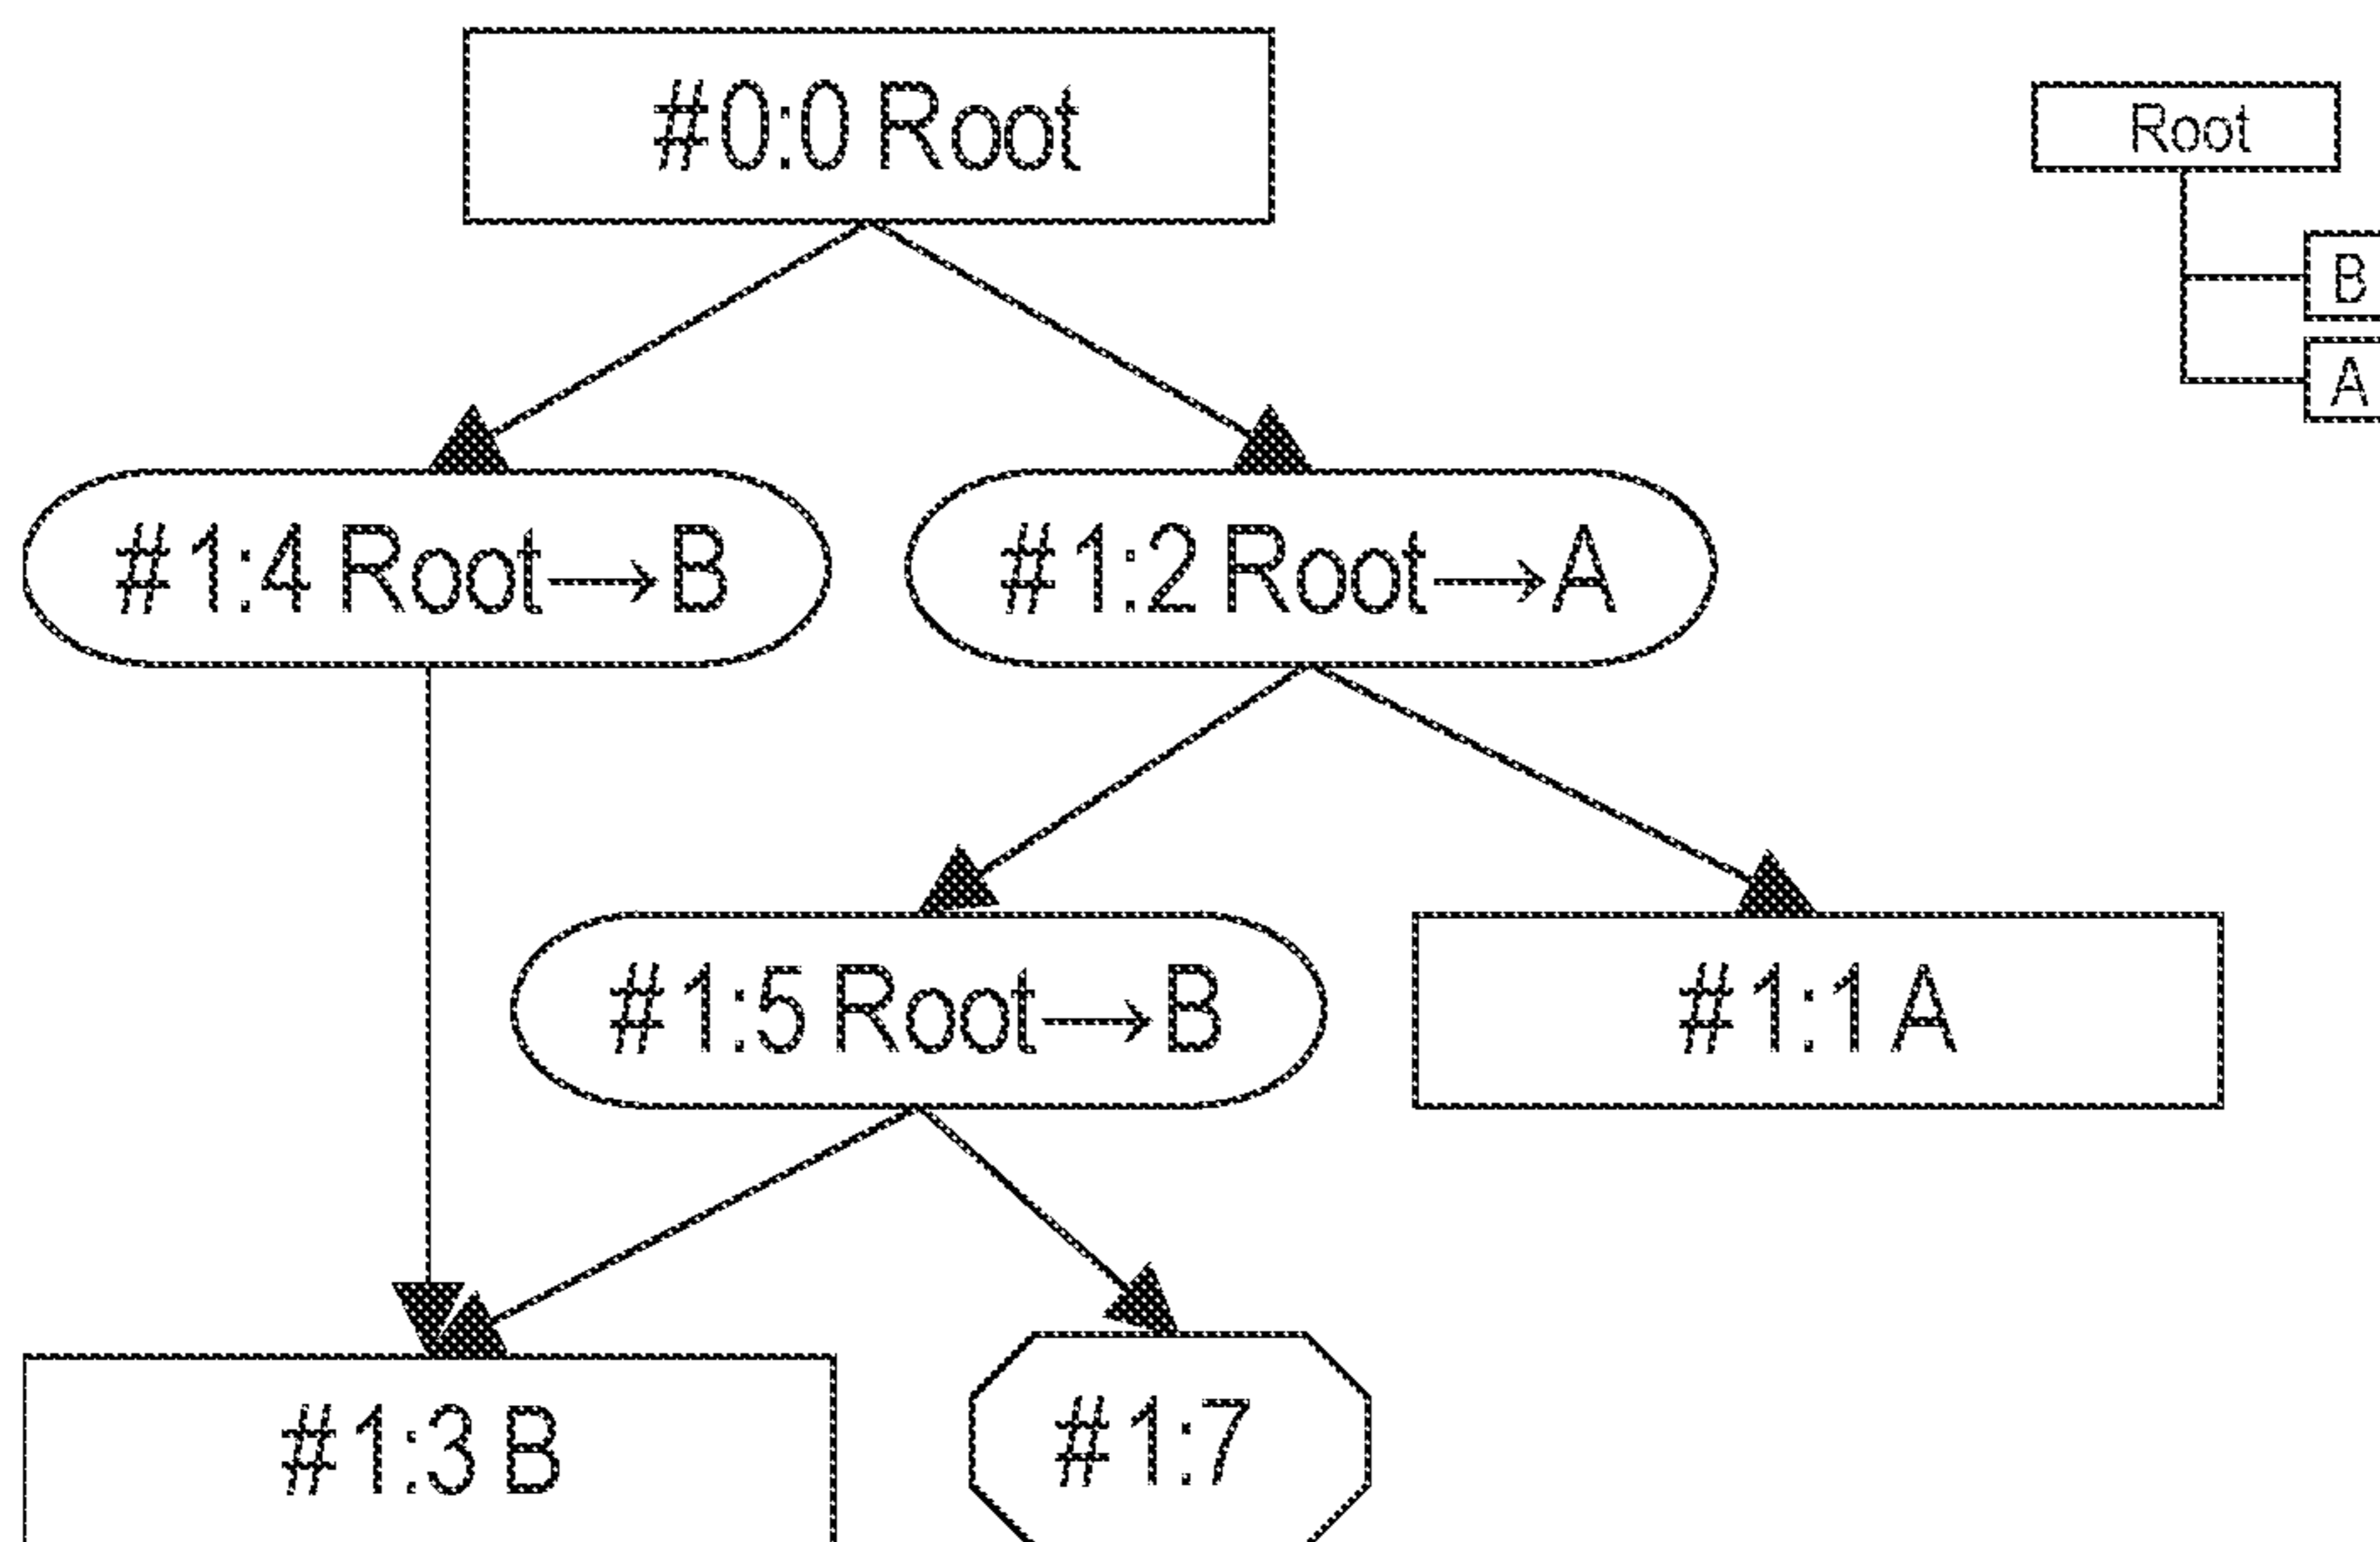 #0:0 Root
Root
B
A
#1:4 Root→B
#1:2 Root→A
#1:5 Root→B
#1:1 A
#1:3 B
#1:7